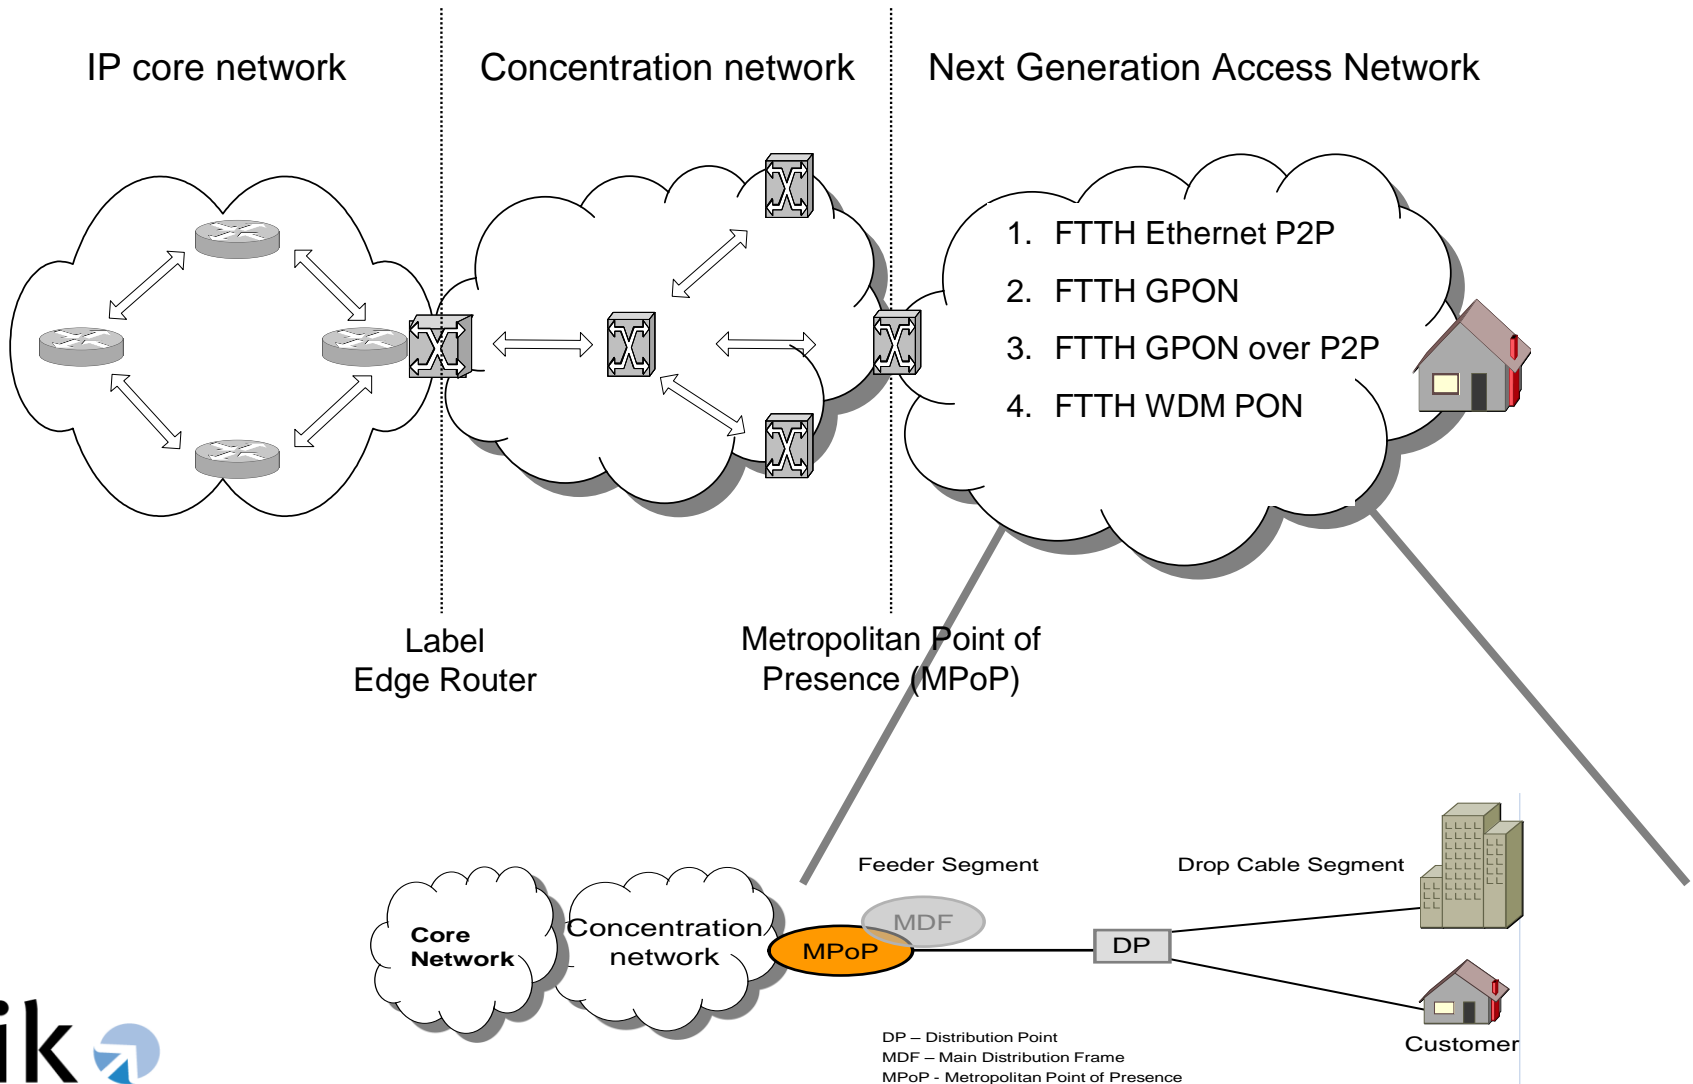 IP core network
Concentration network
Next Generation Access Network
1. FTTH Ethernet P2P
2. FTTH GPON
3. FTTH GPON over P2P
4. FTTH WDM PON
Label
Edge Router
Metropolitan Point of
Presence (MPoP)
Feeder Segment
Drop Cable Segment
Core
Network
Concentration
network
MPoP
MDF
DP
Customer
DP – Distribution Point
MDF – Main Distribution Frame
MPoP - Metropolitan Point of Presence
ik